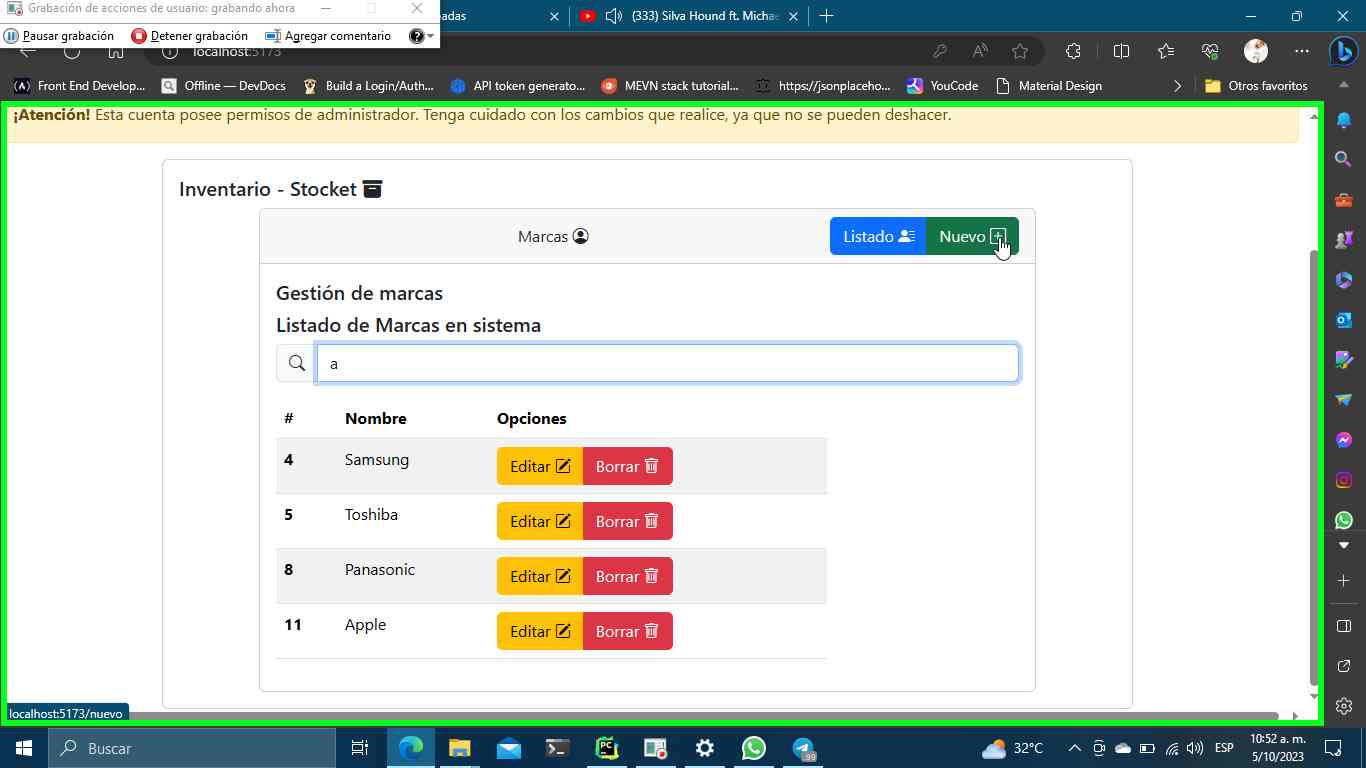 Grabación de acciones de usuario: grabando ahora
adas
(333) Silva Hound ft. Michae
Pausar grabación
Detener grabación
Agregar comentario
localhost:5173
Front End Develop...
Offline — DevDocs
Build a Login/Auth...
API token generato...
MEVN stack tutorial...
https://jsonplaceho...
YouCode
Material Design
Otros favoritos
¡Atención! Esta cuenta posee permisos de administrador. Tenga cuidado con los cambios que realice, ya que no se pueden deshacer.
Inventario - Stocket
Marcas
Listado
Nuevo
Gestión de marcas
Listado de Marcas en sistema
a
# Nombre Opciones
4 Samsung Editar Borrar
5 Toshiba Editar Borrar
8 Panasonic Editar Borrar
11 Apple Editar Borrar
localhost:5173/nuevo
Buscar
PC
99
32°C
ESP
10:52 a. m.
5/10/2023